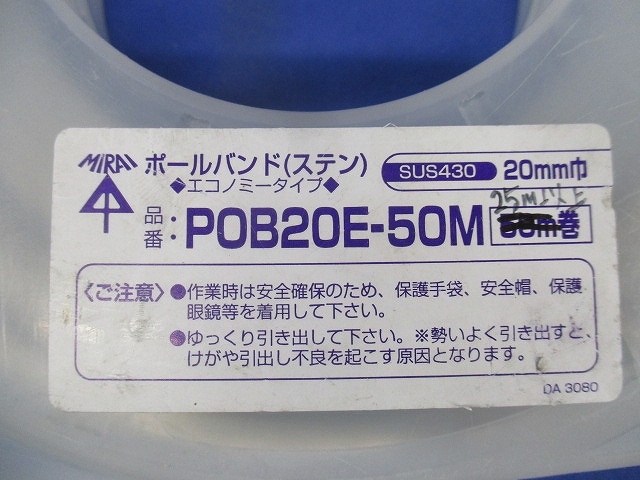 MIRAI ポールバンド(ステン) SUS430 20mm巾
◆エコノミータイプ◆
25m以上
品番: POB20E-50M 50m巻
〈ご注意〉 ●作業時は安全確保のため、保護手袋、安全帽、保護
眼鏡等を着用して下さい。
●ゆっくり引き出して下さい。※勢いよく引き出すと、
けがや引出し不良を起こす原因となります。
DA 3080